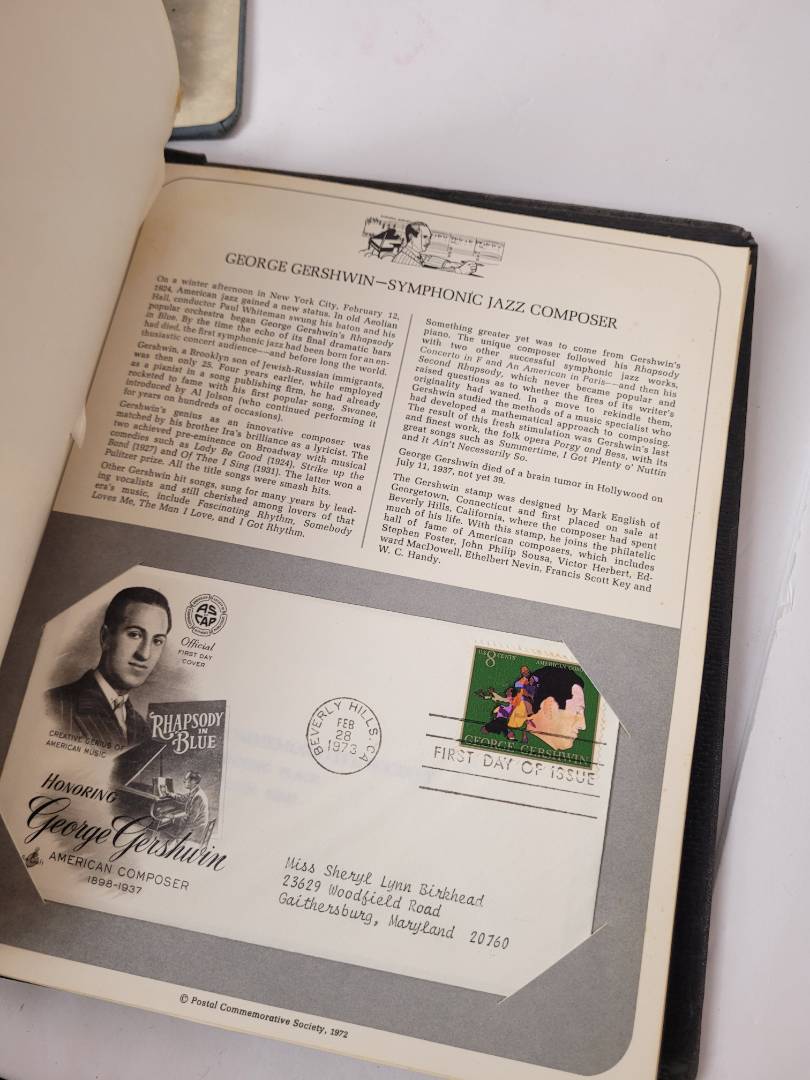 GEORGE GERSHWIN—SYMPHONIC JAZZ COMPOSER
On a winter afternoon in New York City, February 12,
1924, American jazz gained a new status. In old Aeolian
Hall, conductor Paul Whiteman swung his baton and his
popular orchestra began George Gershwin's Rhapsody
in Blue. By the time the echo of its final dramatic bars
had died, the first symphonic jazz had been born for an en-
thusiastic concert audience—and before long the world.
Gershwin, a Brooklyn son of Jewish-Russian immigrants,
was then only 25. Four years earlier, while employed
as a pianist in a song publishing firm, he had already
rocketed to fame with his first popular song, Swanee,
introduced by Al Jolson (who continued performing it
for years on hundreds of occasions).
Gershwin's genius as an innovative composer was
matched by his brother Ira's brilliance as a lyricist. The
two achieved pre-eminence on Broadway with musical
comedies such as Lady Be Good (1924), Strike up the
Band (1927) and Of Thee I Sing (1931). The latter won a
Pulitzer prize. All the title songs were smash hits.
Other Gershwin hit songs, sung for many years by lead-
ing vocalists and still cherished among lovers of that
era's music, include Fascinating Rhythm, Somebody
Loves Me, The Man I Love, and I Got Rhythm.
Something greater yet was to come from Gershwin's
piano. The unique composer followed his Rhapsody
with two other successful symphonic jazz works,
Concerto in F and An American in Paris—and then his
Second Rhapsody, which never became popular and
raised questions as to whether the fires of its writer's
originality had waned. In a move to rekindle them,
Gershwin studied the methods of a music specialist who
had developed a mathematical approach to composing.
The result of this fresh stimulation was Gershwin's last
and finest work, the folk opera Porgy and Bess, with its
great songs such as Summertime, I Got Plenty o' Nuttin
and It Ain't Necessarily So.
George Gershwin died of a brain tumor in Hollywood on
July 11, 1937, not yet 39.
The Gershwin stamp was designed by Mark English of
Georgetown, Connecticut and first placed on sale at
Beverly Hills, California, where the composer had spent
much of his life. With this stamp, he joins the philatelic
hall of fame of American composers, which includes
Stephen Foster, John Philip Sousa, Victor Herbert, Ed-
ward MacDowell, Ethelbert Nevin, Francis Scott Key and
W. C. Handy.
AS
CAP
Official
FIRST DAY
COVER
CREATIVE GENIUS OF
AMERICAN MUSIC
RHAPSODY
IN
BLUE
HONORING
George Gershwin
AMERICAN COMPOSER
1898-1937
BEVERLY HILLS, CA
FEB
28
1973
U.S. 8 CENTS
AMERICAN
GEORGE GERSHWIN
FIRST DAY OF ISSUE
Miss Sheryl Lynn Birkhead
23629 Woodfield Road
Gaithersburg, Maryland 20760
© Postal Commemorative Society, 1972